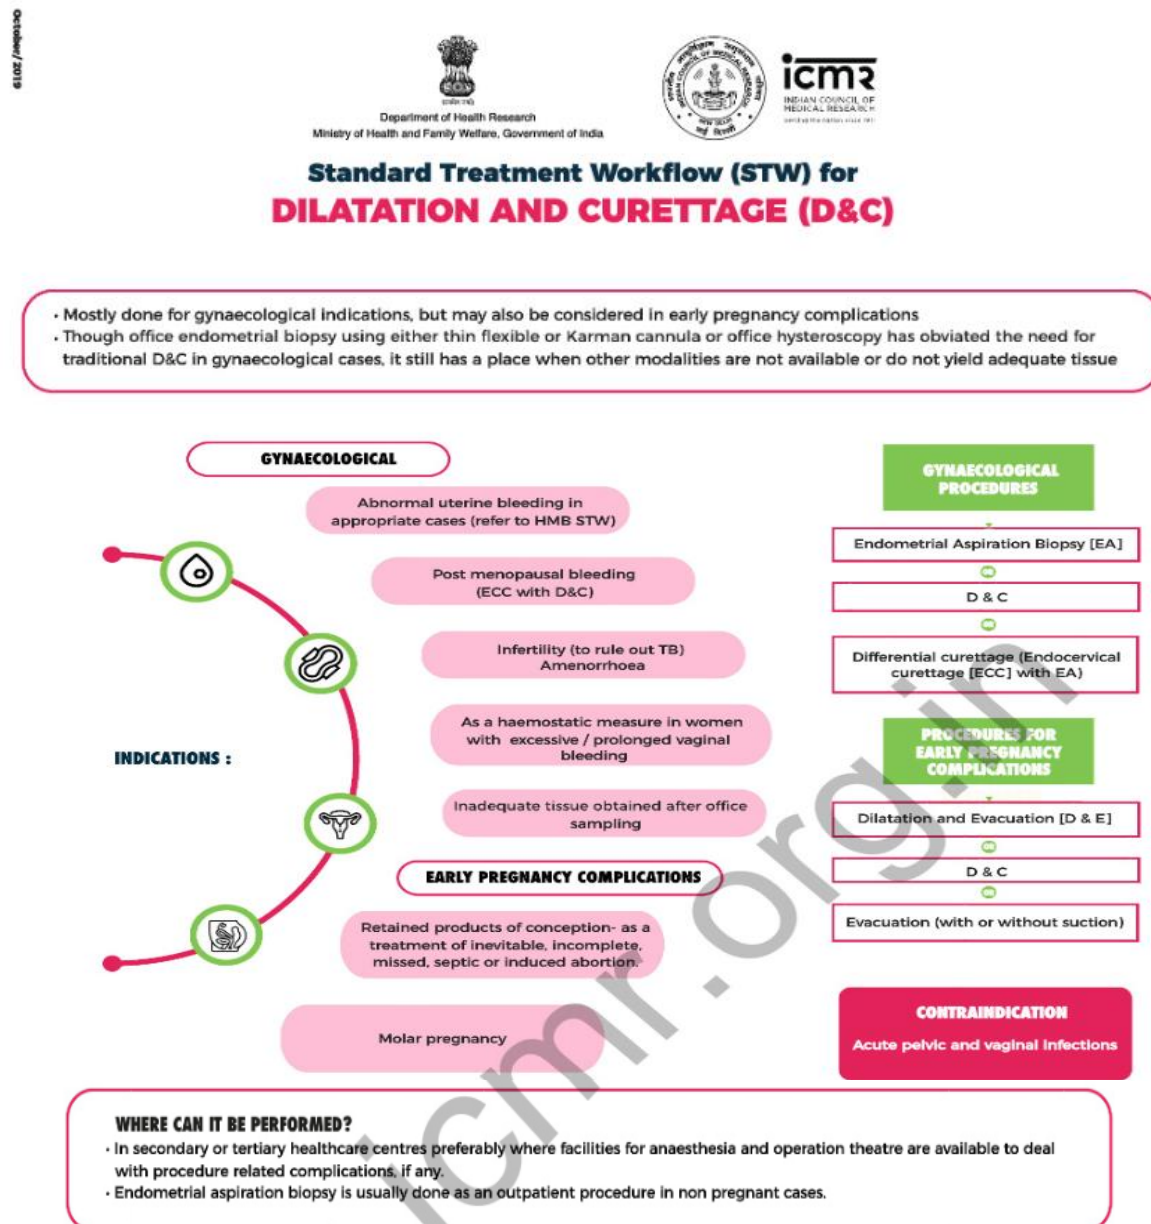 October/ 2019
Department of Health Research
Ministry of Health and Family Welfare, Government of India
icmr
INDIAN COUNCIL OF
MEDICAL RESEARCH
Standard Treatment Workflow (STW) for
DILATATION AND CURETTAGE (D&C)
• Mostly done for gynaecological indications, but may also be considered in early pregnancy complications
• Though office endometrial biopsy using either thin flexible or Karman cannula or office hysteroscopy has obviated the need for
traditional D&C in gynaecological cases, it still has a place when other modalities are not available or do not yield adequate tissue
INDICATIONS :
GYNAECOLOGICAL
Abnormal uterine bleeding in
appropriate cases (refer to HMB STW)
Post menopausal bleeding
(ECC with D&C)
Infertility (to rule out TB)
Amenorrhoea
As a haemostatic measure in women
with excessive / prolonged vaginal
bleeding
Inadequate tissue obtained after office
sampling
EARLY PREGNANCY COMPLICATIONS
Retained products of conception- as a
treatment of inevitable, incomplete,
missed, septic or induced abortion.
Molar pregnancy
GYNAECOLOGICAL
PROCEDURES
Endometrial Aspiration Biopsy [EA]
OR
D & C
OR
Differential curettage (Endocervical
curettage [ECC] with EA)
PROCEDURES FOR
EARLY PREGNANCY
COMPLICATIONS
Dilatation and Evacuation [D & E]
OR
D & C
OR
Evacuation (with or without suction)
CONTRAINDICATION
Acute pelvic and vaginal infections
WHERE CAN IT BE PERFORMED?
• In secondary or tertiary healthcare centres preferably where facilities for anaesthesia and operation theatre are available to deal
with procedure related complications, if any.
• Endometrial aspiration biopsy is usually done as an outpatient procedure in non pregnant cases.
icmr.org.in